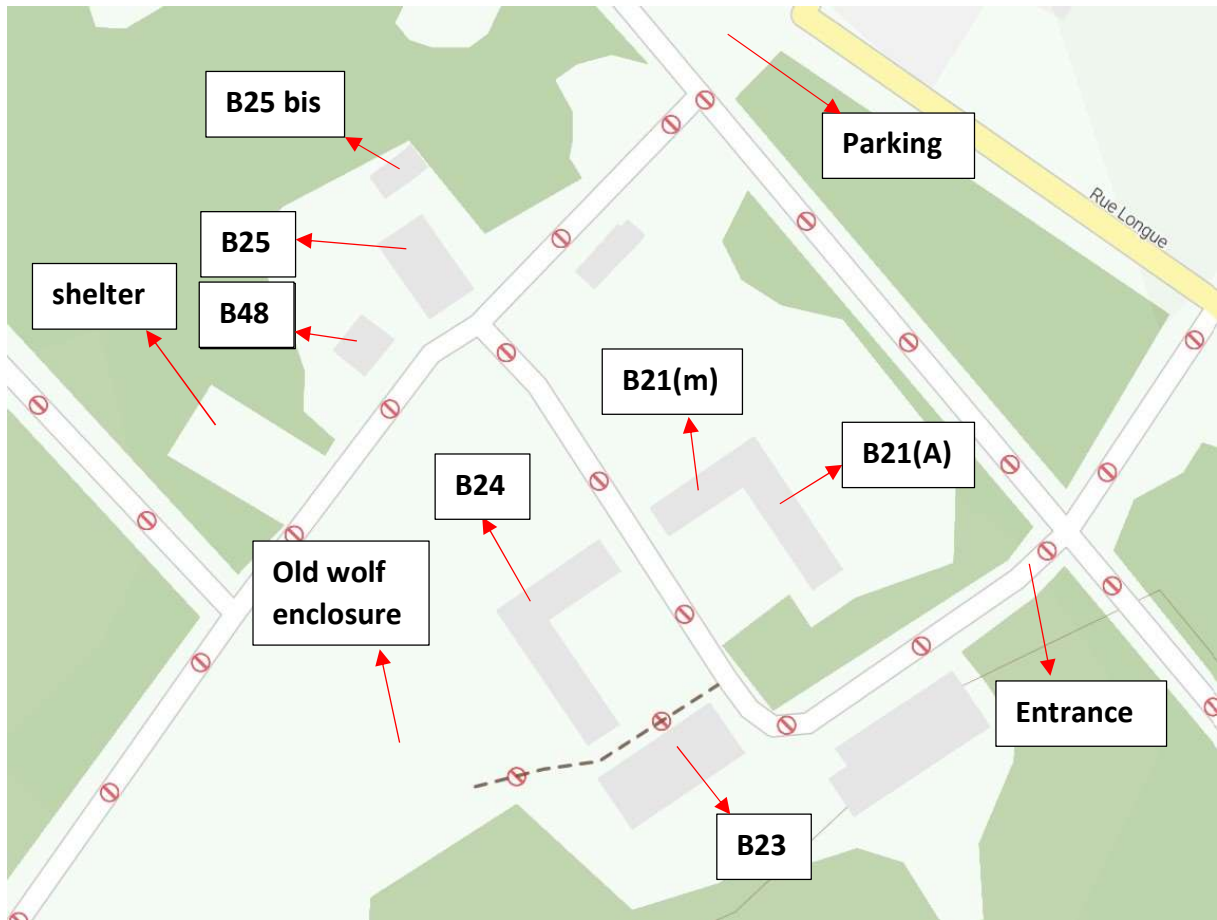 B25 bis
Parking
Rue Longue
B25
shelter
B48
B21(m)
B21(A)
B24
Old wolf
enclosure
Entrance
B23